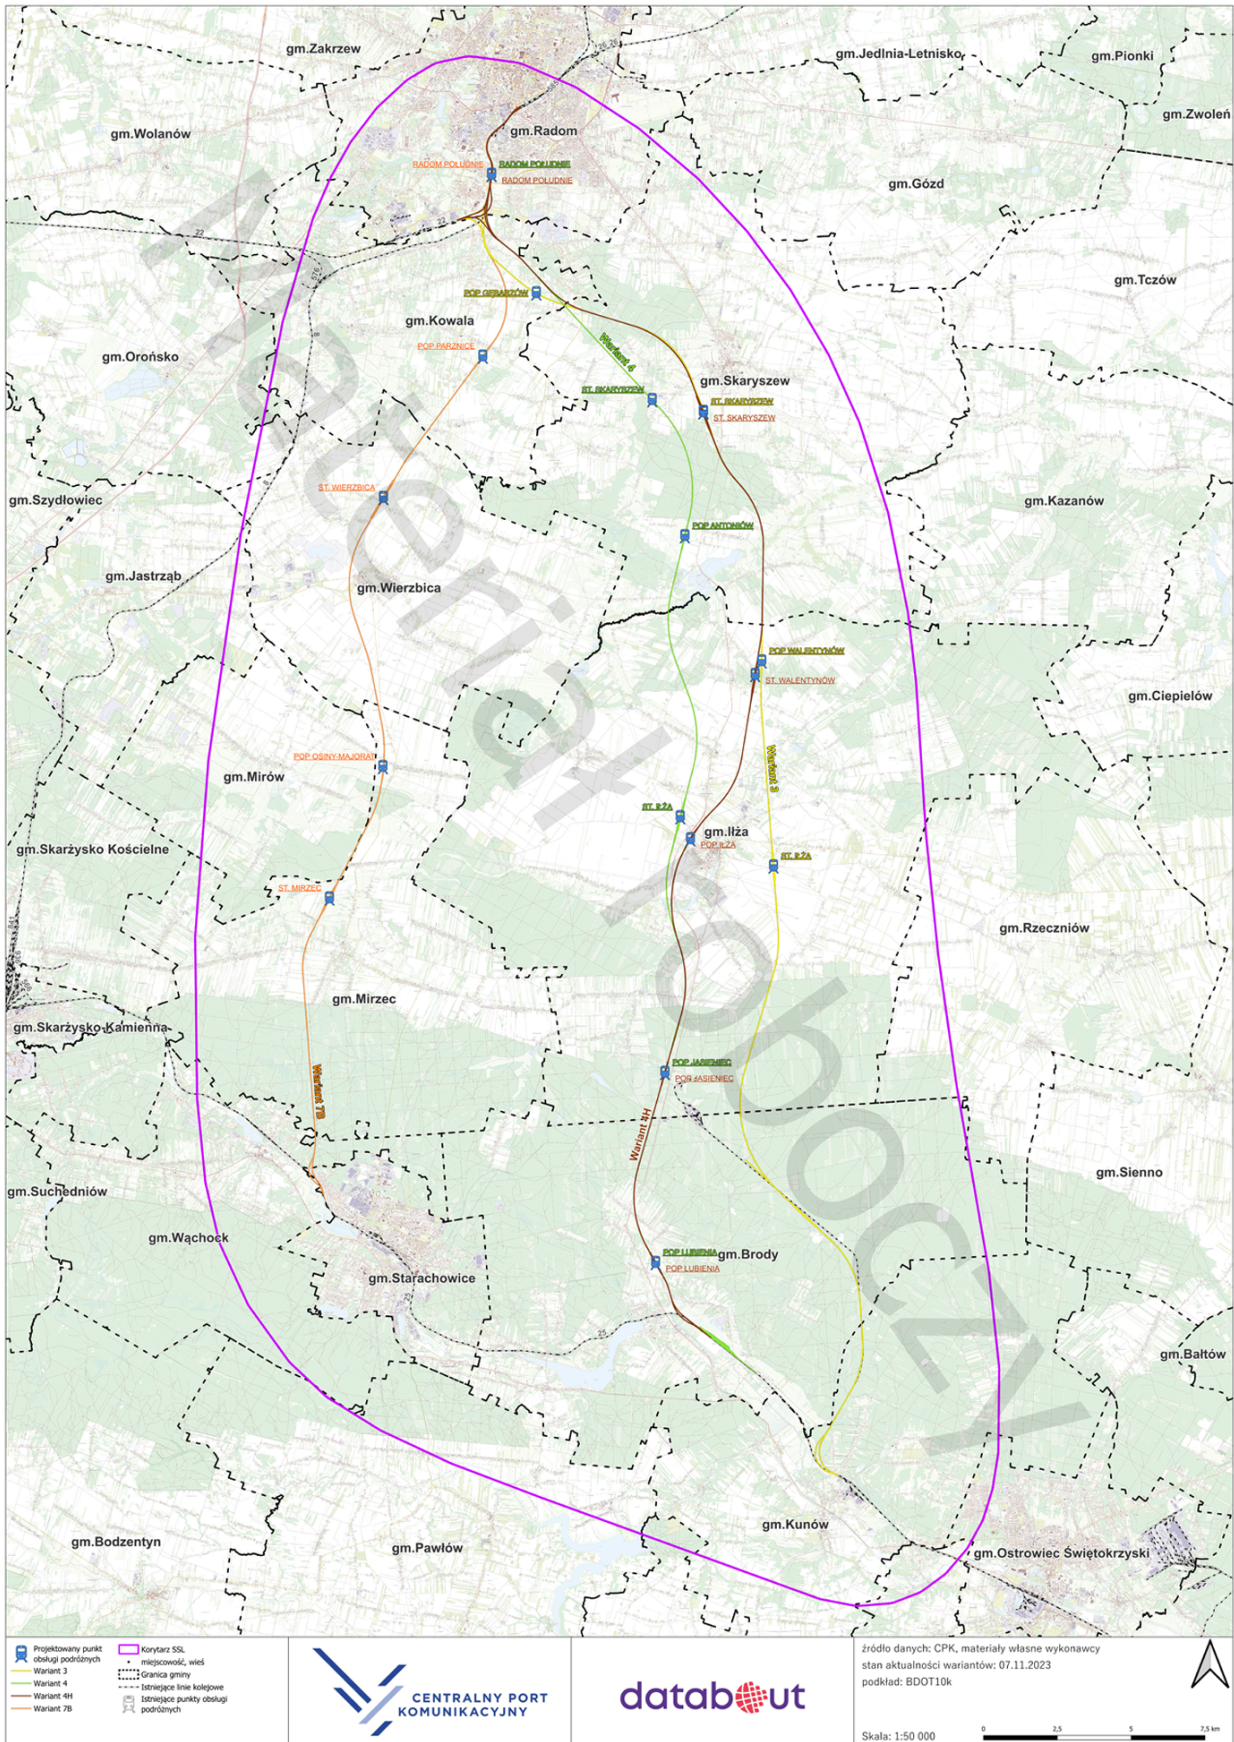 gm.Zakrzew
gm.Jedlnia-Letnisko
gm.Pionki
gm.Zwoleń
gm.Wolanów
gm.Radom
26,26
RADOM POŁUDNIE
RADOM POŁUDNIE
RADOM POŁUDNIE
gm.Gózd
22
22
576
8
gm.Tczów
POP GĘBARZÓW
gm.Kowala
POP PARZNICE
gm.Orońsko
Wariant 4
gm.Skaryszew
ST. SKARYSZEW
ST. SKARYSZEW
ST. SKARYSZEW
ST. WIERZBICA
gm.Szydłowiec
gm.Kazanów
POP ANTONIÓW
gm.Jastrząb
gm.Wierzbica
POP WALENTYNÓW
ST. WALENTYNÓW
gm.Ciepielów
POP OSINY-MAJORAT
gm.Mirów
Wariant 3
ST. IŁŻA
gm.Iłża
POP IŁŻA
ST. IŁŻA
gm.Skarżysko Kościelne
ST. MIRZEC
gm.Rzeczniów
gm.Mirzec
gm.Skarżysko-Kamienna
POP JASIENIEC
POP JASIENIEC
Wariant 7B
Wariant 4H
gm.Sienno
gm.Suchedniów
gm.Wąchock
POP LUBIENIA
gm.Brody
POP LUBIENIA
gm.Starachowice
25
25
gm.Bałtów
gm.Kunów
gm.Bodzentyn
gm.Pawłów
gm.Ostrowiec Świętokrzyski
Materiał roboczy
Projektowany punkt
obsługi podróżnych
Wariant 3
Wariant 4
Wariant 4H
Wariant 7B
Korytarz SSL
miejscowość, wieś
Granica gminy
Istniejące linie kolejowe
Istniejące punkty obsługi
podróżnych
CENTRALNY PORT
KOMUNIKACYJNY
databout
źródło danych: CPK, materiały własne wykonawcy
stan aktualności wariantów: 07.11.2023
podkład: BDOT10k
Skala: 1:50 000
0 2,5 5 7,5 km